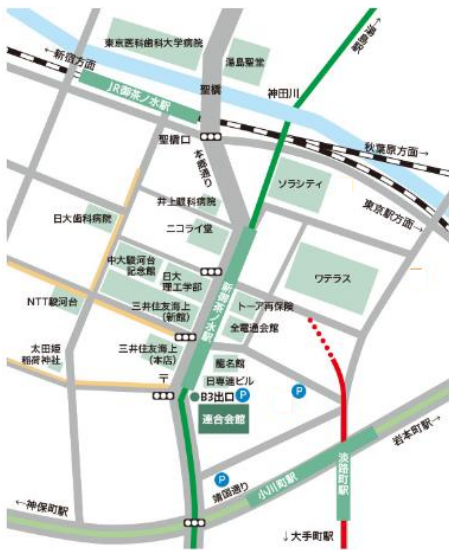 東京医科歯科大学病院
湯島聖堂
←湯島駅
←新宿方面
JR御茶ノ水駅
聖橋
神田川
聖橋口
秋葉原方面→
本郷通り
ソラシティ
東京駅方面→
井上眼科病院
日大歯科病院
ニコライ堂
中大駿河台
記念館
日大
理工学部
新御茶ノ水駅
ワテラス
NTT駿河台
三井住友海上
(新館)
トーア再保険
全電通会館
太田姫
稲荷神社
三井住友海上
(本店)
龍名館
〒
日専連ビル
B3出口
P
P
連合会館
岩本町駅→
淡路町駅
小川町駅
P
靖国通り
←神保町駅
↓大手町駅